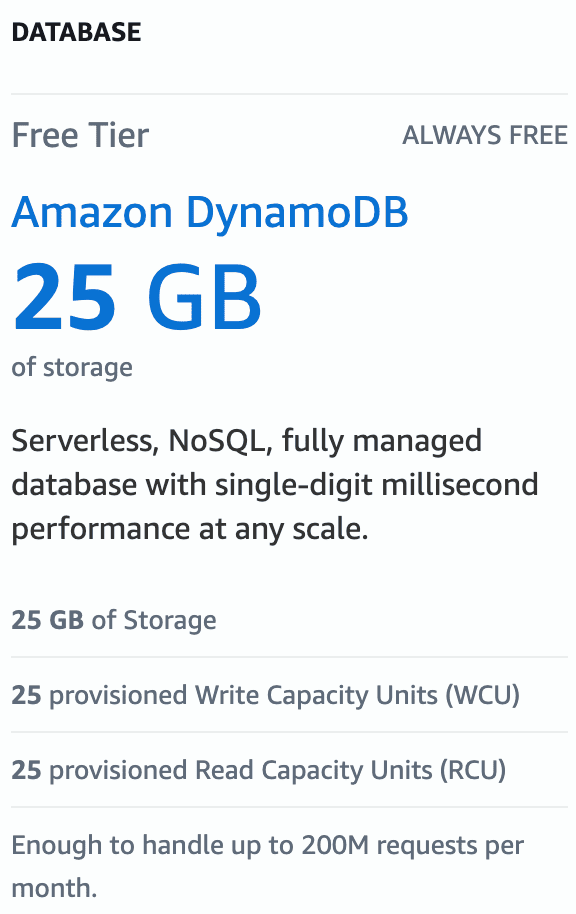 DATABASE
Free Tier
ALWAYS FREE
Amazon DynamoDB
25 GB
of storage
Serverless, NoSQL, fully managed
database with single-digit millisecond
performance at any scale.
25 GB of Storage
25 provisioned Write Capacity Units (WCU)
25 provisioned Read Capacity Units (RCU)
Enough to handle up to 200M requests per
month.